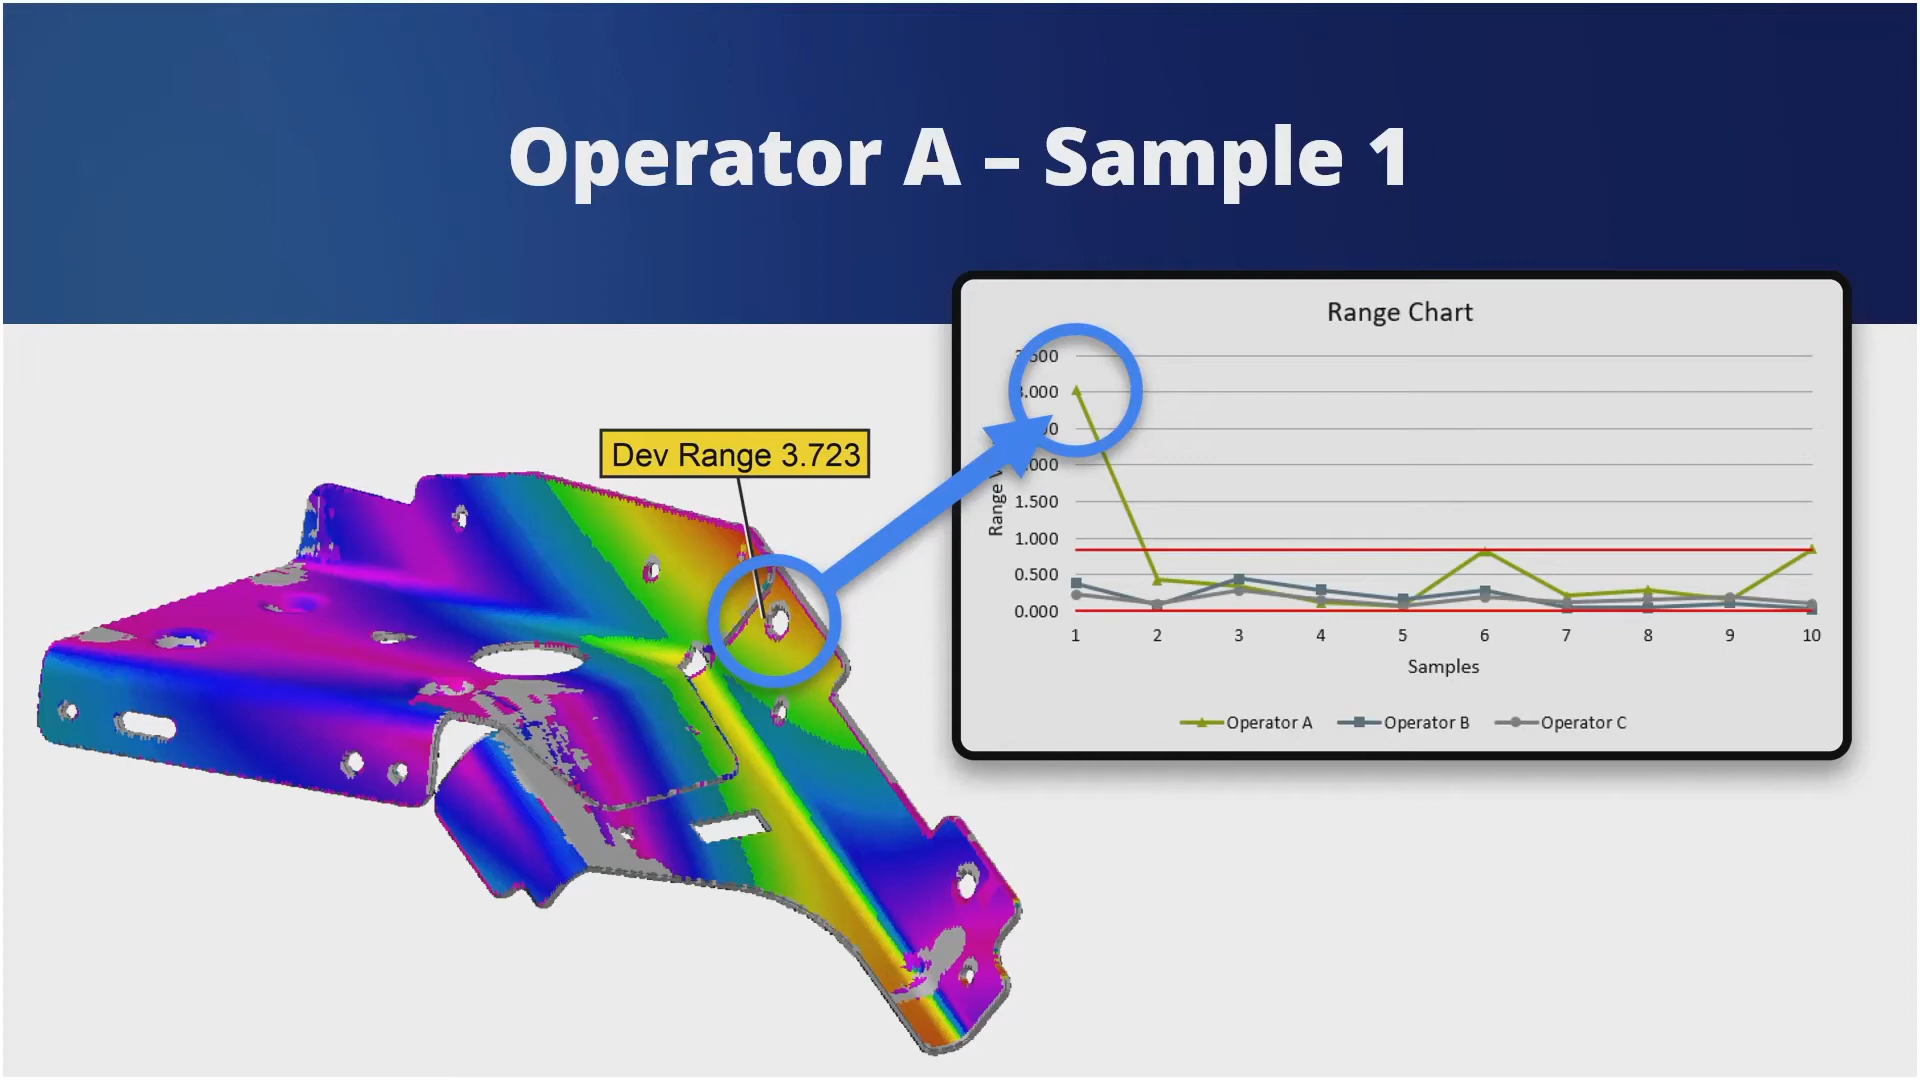 Operator A – Sample 1
Range Chart
Dev Range 3.723
1.500
1.000
0.500
0.000
Range
1 2 3 4 5 6 7 8 9 10
Samples
Operator A Operator B Operator C